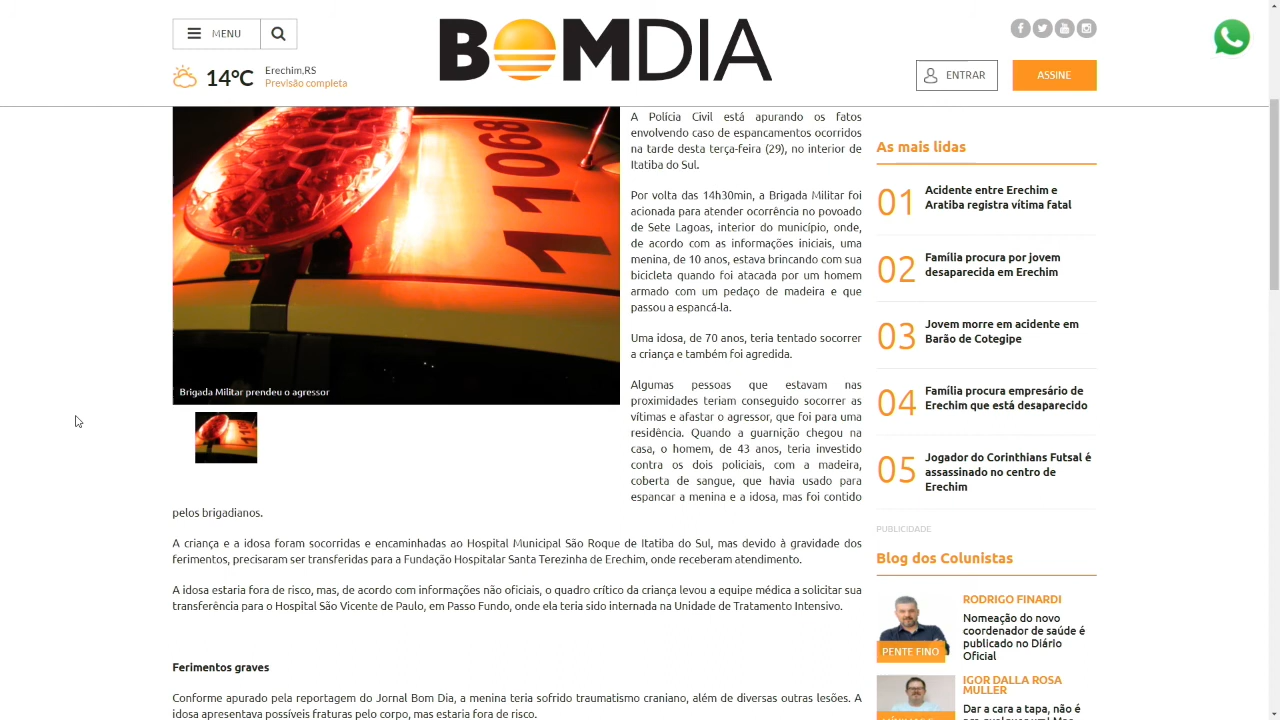 MENU
BOMDIA
14°C
Erechim,RS
Previsão completa
ENTRAR
ASSINE
11068
Brigada Militar prendeu o agressor
A Polícia Civil está apurando os fatos
envolvendo caso de espancamentos ocorridos
na tarde desta terça-feira (29), no interior de
Itatiba do Sul.
Por volta das 14h30min, a Brigada Militar foi
acionada para atender ocorrência no povoado
de Sete Lagoas, interior do município, onde,
de acordo com as informações iniciais, uma
menina, de 10 anos, estava brincando com sua
bicicleta quando foi atacada por um homem
armado com um pedaço de madeira e que
passou a espancá-la.
Uma idosa, de 70 anos, teria tentado socorrer
a criança e também foi agredida.
Algumas pessoas que estavam nas
proximidades teriam conseguido socorrer as
vítimas e afastar o agressor, que foi para uma
residência. Quando a guarnição chegou na
casa, o homem, de 43 anos, teria investido
contra os dois policiais, com a madeira,
coberta de sangue, que havia usado para
espancar a menina e a idosa, mas foi contido
pelos brigadianos.
A criança e a idosa foram socorridas e encaminhadas ao Hospital Municipal São Roque de Itatiba do Sul, mas devido à gravidade dos
ferimentos, precisaram ser transferidas para a Fundação Hospitalar Santa Terezinha de Erechim, onde receberam atendimento.
A idosa estaria fora de risco, mas, de acordo com informações não oficiais, o quadro crítico da criança levou a equipe médica a solicitar sua
transferência para o Hospital São Vicente de Paulo, em Passo Fundo, onde ela teria sido internada na Unidade de Tratamento Intensivo.
Ferimentos graves
Conforme apurado pela reportagem do Jornal Bom Dia, a menina teria sofrido traumatismo craniano, além de diversas outras lesões. A
idosa apresentava possíveis fraturas pelo corpo, mas estaria fora de risco.
As mais lidas
01
Acidente entre Erechim e
Aratiba registra vítima fatal
02
Família procura por jovem
desaparecida em Erechim
03
Jovem morre em acidente em
Barão de Cotegipe
04
Família procura empresário de
Erechim que está desaparecido
05
Jogador do Corinthians Futsal é
assassinado no centro de
Erechim
PUBLICIDADE
Blog dos Colunistas
RODRIGO FINARDI
Nomeação do novo
coordenador de saúde é
publicado no Diário
Oficial
PENTE FINO
IGOR DALLA ROSA
MULLER
Dar a cara a tapa, não é